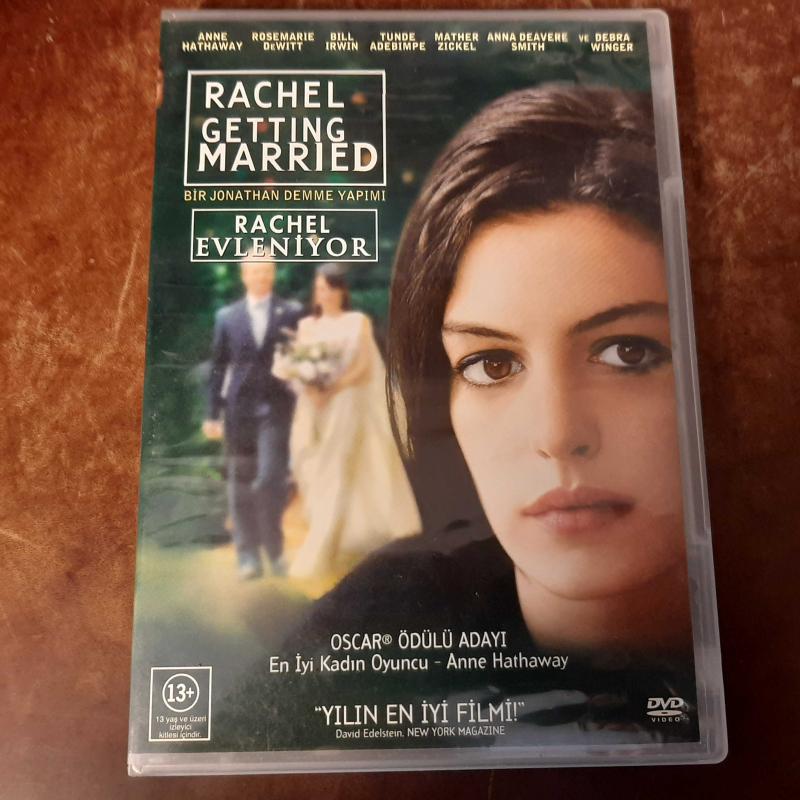 ANNE HATHAWAY ROSEMARIE DeWITT BILL IRWIN TUNDE ADEBIMPE MATHER ZICKEL ANNA DEAVERE SMITH VE DEBRA WINGER
RACHEL
GETTING
MARRIED
BİR JONATHAN DEMME YAPIMI
RACHEL
EVLENİYOR
OSCAR® ÖDÜLÜ ADAYI
En İyi Kadın Oyuncu – Anne Hathaway
13+
13 yaş ve üzeri
izleyici
kitlesi içindir.
“YILIN EN İYİ FİLMİ!”
David Edelstein. NEW YORK MAGAZINE
DVD
VIDEO